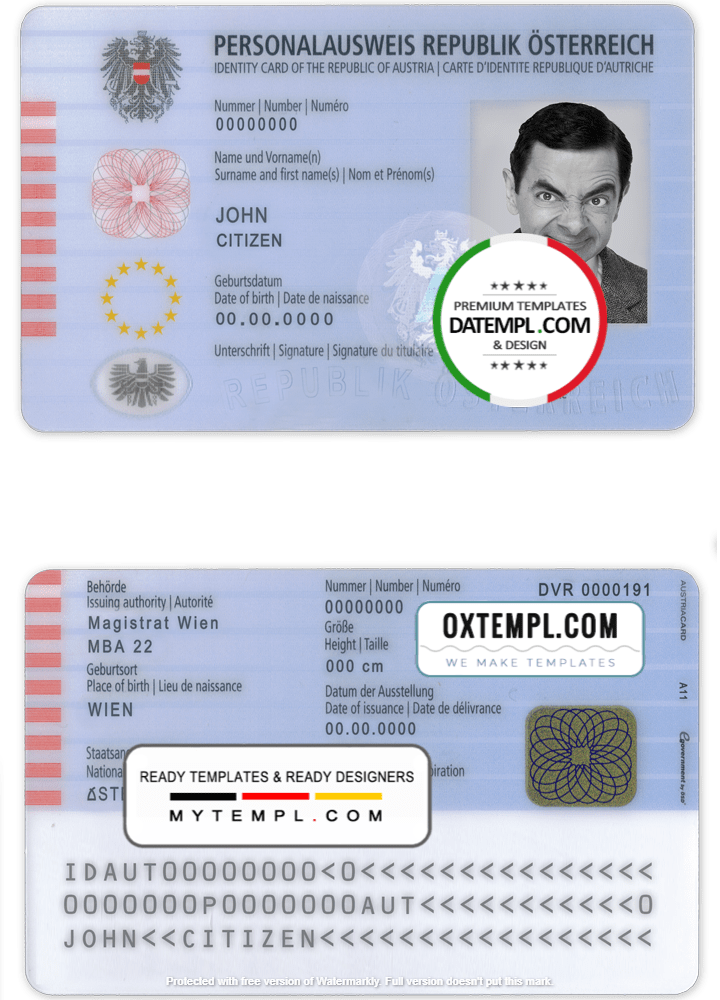 PERSONALAUSWEIS REPUBLIK ÖSTERREICH
IDENTITY CARD OF THE REPUBLIC OF AUSTRIA | CARTE D'IDENTITE REPUBLIQUE D'AUTRICHE
Nummer | Number | Numéro
00000000
Name und Vorname(n)
Surname and first name(s) | Nom et Prénom(s)
JOHN
CITIZEN
Geburtsdatum
Date of birth | Date de naissance
00.00.0000
Unterschrift | Signature | Signature du titulaire
REPUBLIK ÖSTERREICH
★★★★★
PREMIUM TEMPLATES
DATEMPL.COM
& DESIGN
★★★★★
Behörde
Issuing authority | Autorité
Magistrat Wien
MBA 22
Geburtsort
Place of birth | Lieu de naissance
WIEN
Staatsan
Nationa
ÖST
Nummer | Number | Numéro
00000000
Größe
Height | Taille
000 cm
Datum der Ausstellung
Date of issuance | Date de délivrance
00.00.0000
piration
DVR 0000191
OXTEMPL.COM
WE MAKE TEMPLATES
AUSTRIACARD
A11
READY TEMPLATES & READY DESIGNERS
MYTEMPL.COM
IDAUT00000000<0<<<<<<<<<<<<<<<
0000000P0000000AUT<<<<<<<<<<<0
JOHN<<CITIZEN<<<<<<<<<<<<<<<<<
Protected with free version of Watermarkly. Full version doesn't put this mark.